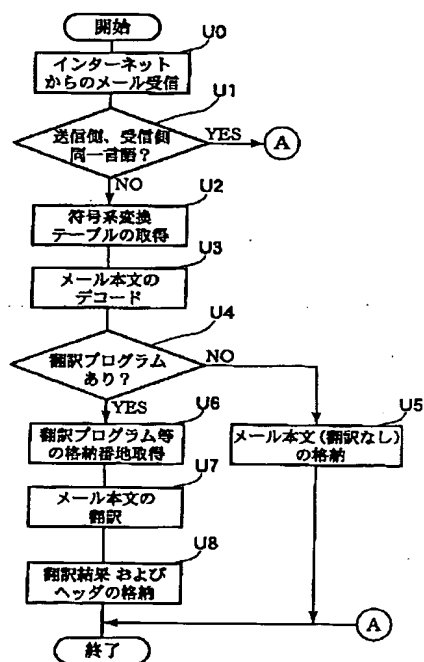 開始
U0
インターネット
からのメール受信
U1
送信側、受信側
同一言語?
YES
A
NO
U2
符号系変換
テーブルの取得
U3
メール本文の
デコード
U4
翻訳プログラム
あり?
NO
YES
U6
翻訳プログラム等
の格納番地取得
U5
メール本文(翻訳なし)
の格納
U7
メール本文の
翻訳
U8
翻訳結果 および
ヘッダの格納
A
終了